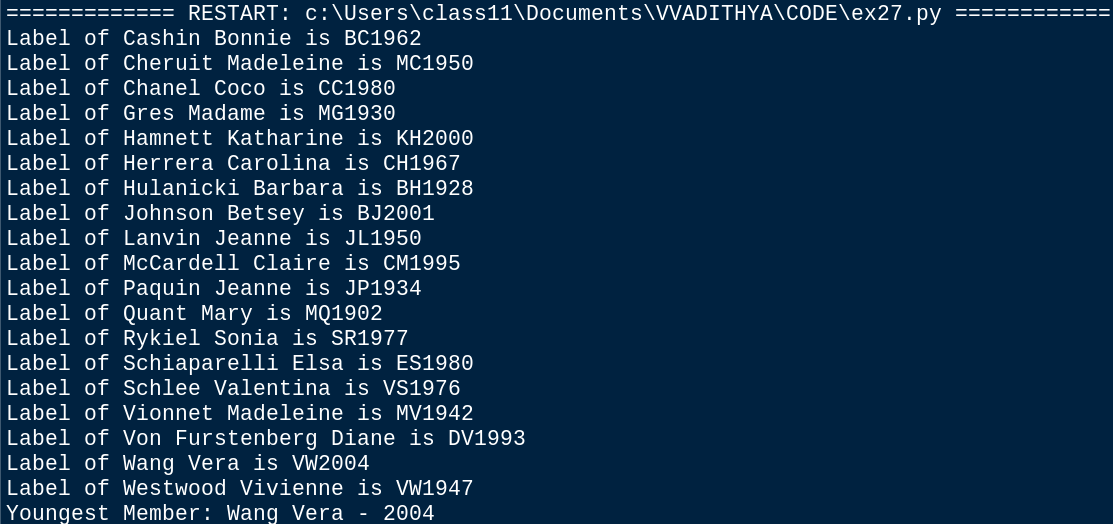 ============= RESTART: c:\Users\class11\Documents\VVADITHYA\CODE\ex27.py ============
Label of Cashin Bonnie is BC1962
Label of Cheruit Madeleine is MC1950
Label of Chanel Coco is CC1980
Label of Gres Madame is MG1930
Label of Hamnett Katharine is KH2000
Label of Herrera Carolina is CH1967
Label of Hulanicki Barbara is BH1928
Label of Johnson Betsey is BJ2001
Label of Lanvin Jeanne is JL1950
Label of McCardell Claire is CM1995
Label of Paquin Jeanne is JP1934
Label of Quant Mary is MQ1902
Label of Rykiel Sonia is SR1977
Label of Schiaparelli Elsa is ES1980
Label of Schlee Valentina is VS1976
Label of Vionnet Madeleine is MV1942
Label of Von Furstenberg Diane is DV1993
Label of Wang Vera is VW2004
Label of Westwood Vivienne is VW1947
Youngest Member: Wang Vera - 2004